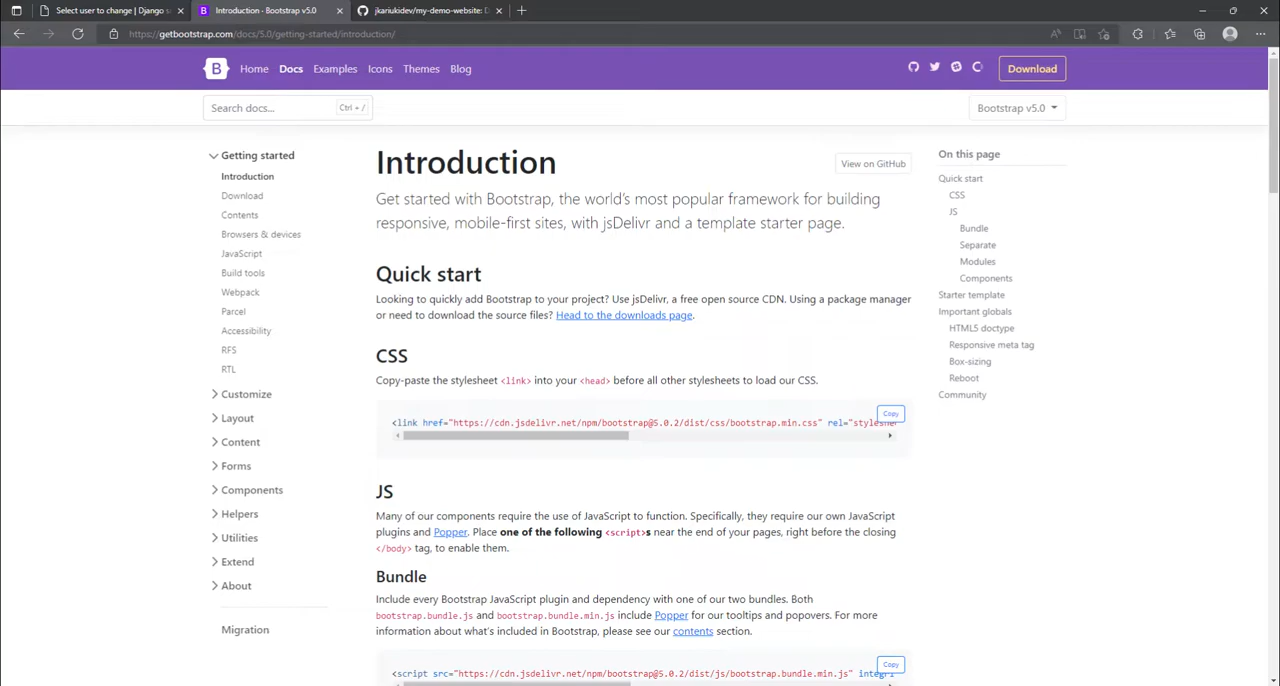 Select user to change | Django s
Introduction · Bootstrap v5.0
jkariukidev/my-demo-website: D
https://getbootstrap.com/docs/5.0/getting-started/introduction/
B
Home
Docs
Examples
Icons
Themes
Blog
Download
Search docs...
Ctrl + /
Bootstrap v5.0
Getting started
Introduction
Download
Contents
Browsers & devices
JavaScript
Build tools
Webpack
Parcel
Accessibility
RFS
RTL
Customize
Layout
Content
Forms
Components
Helpers
Utilities
Extend
About
Migration
Introduction
View on GitHub
Get started with Bootstrap, the world's most popular framework for building
responsive, mobile-first sites, with jsDelivr and a template starter page.
Quick start
Looking to quickly add Bootstrap to your project? Use jsDelivr, a free open source CDN. Using a package manager
or need to download the source files? Head to the downloads page.
CSS
Copy-paste the stylesheet <link> into your <head> before all other stylesheets to load our CSS.
Copy
<link href="https://cdn.jsdelivr.net/npm/bootstrap@5.0.2/dist/css/bootstrap.min.css" rel="styleshe
JS
Many of our components require the use of JavaScript to function. Specifically, they require our own JavaScript
plugins and Popper. Place one of the following <script>s near the end of your pages, right before the closing
</body> tag, to enable them.
Bundle
Include every Bootstrap JavaScript plugin and dependency with one of our two bundles. Both
bootstrap.bundle.js and bootstrap.bundle.min.js include Popper for our tooltips and popovers. For more
information about what's included in Bootstrap, please see our contents section.
Copy
<script src="https://cdn.jsdelivr.net/npm/bootstrap@5.0.2/dist/js/bootstrap.bundle.min.js" integri
On this page
Quick start
CSS
JS
Bundle
Separate
Modules
Components
Starter template
Important globals
HTML5 doctype
Responsive meta tag
Box-sizing
Reboot
Community